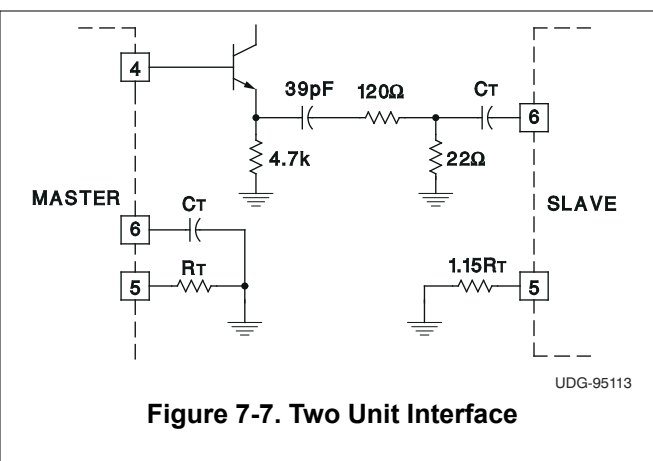 4
39pF
120Ω
CT
6
4.7k
22Ω
MASTER
CT
SLAVE
6
RT
1.15RT
5
5
UDG-95113
Figure 7-7. Two Unit Interface